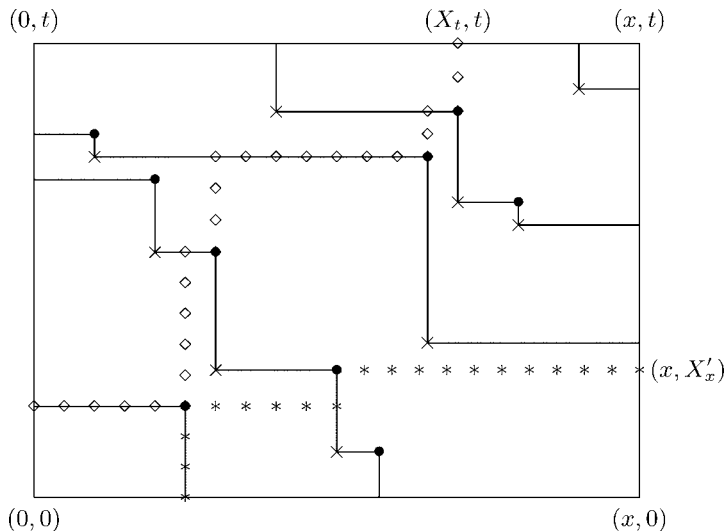 (0, t) (X_t, t) (x, t)
(x, X'_x)
(0, 0) (x, 0)